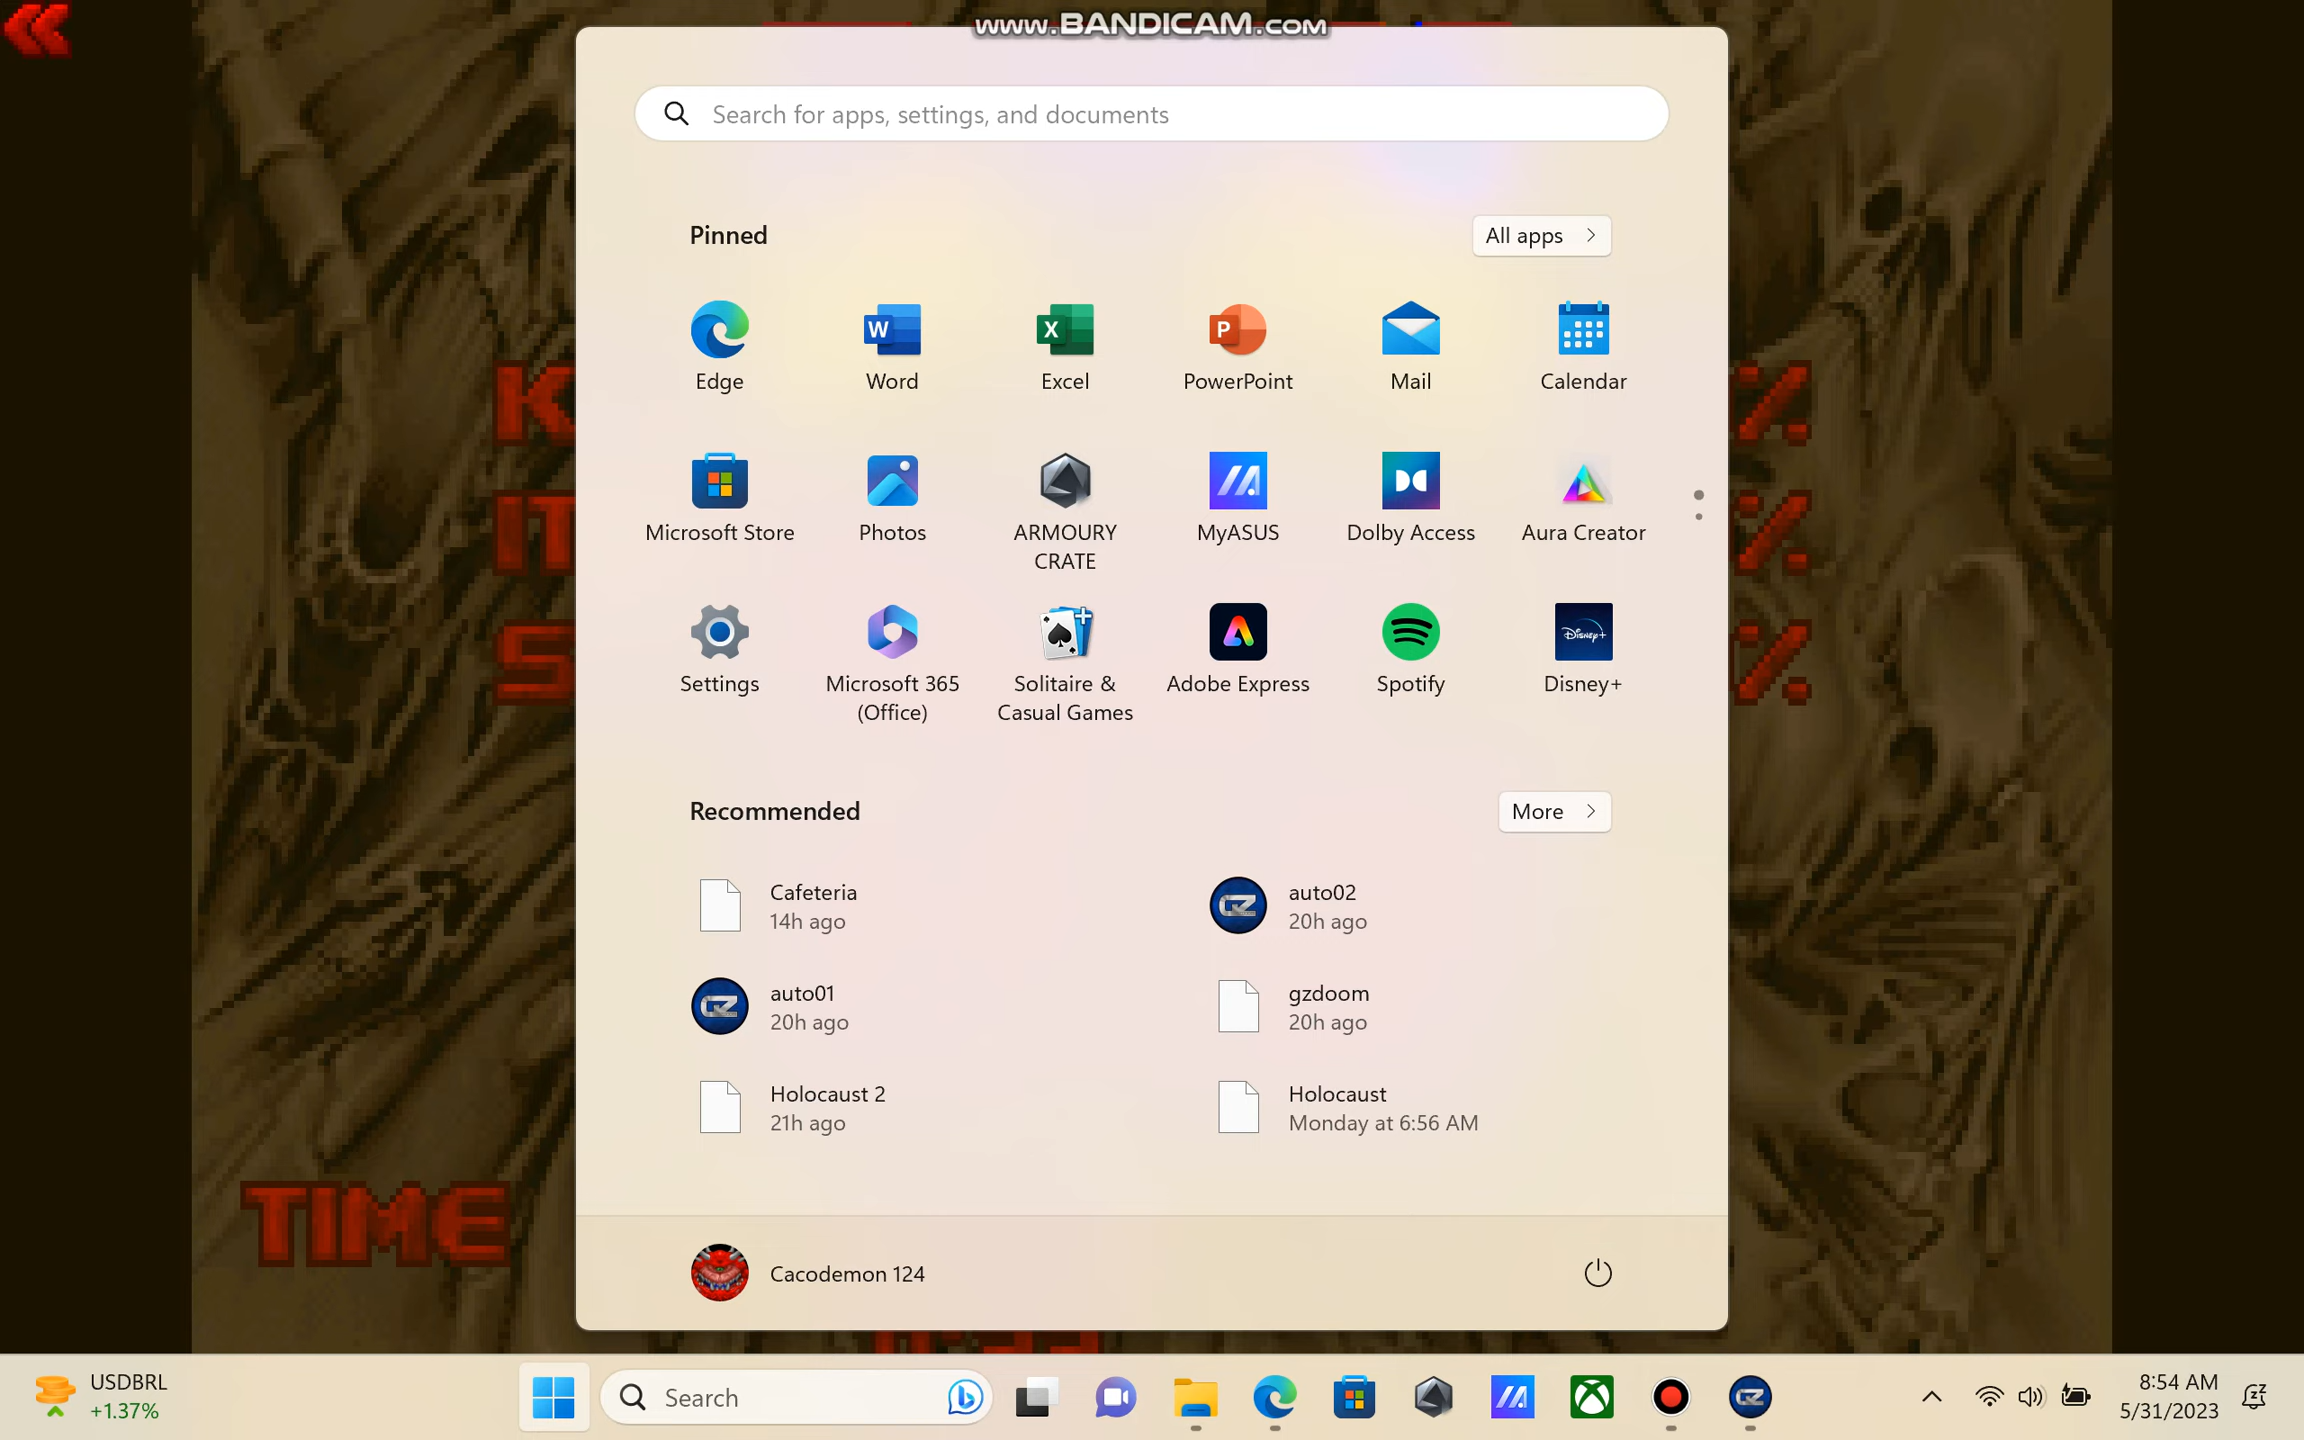 www.BANDICAM.com
Search for apps, settings, and documents
Pinned
All apps
Edge
Word
Excel
PowerPoint
Mail
Calendar
Microsoft Store
Photos
ARMOURY
CRATE
MyASUS
Dolby Access
Aura Creator
Settings
Microsoft 365
(Office)
Solitaire &
Casual Games
Adobe Express
Spotify
Disney+
Recommended
More
Cafeteria
14h ago
auto02
20h ago
auto01
20h ago
gzdoom
20h ago
Holocaust 2
21h ago
Holocaust
Monday at 6:56 AM
Cacodemon 124
K
IT
S
%
%
%
TIME
USDBRL
+1.37%
Search
8:54 AM
5/31/2023